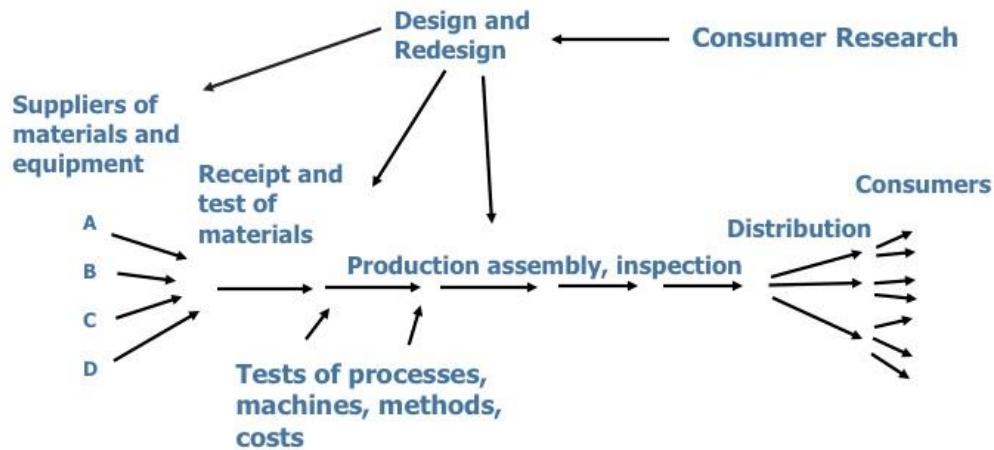 Design and
Redesign
Consumer Research
Suppliers of
materials and
equipment
Receipt and
test of
materials
Consumers
A
B
C
D
Distribution
Production assembly, inspection
Tests of processes,
machines, methods,
costs